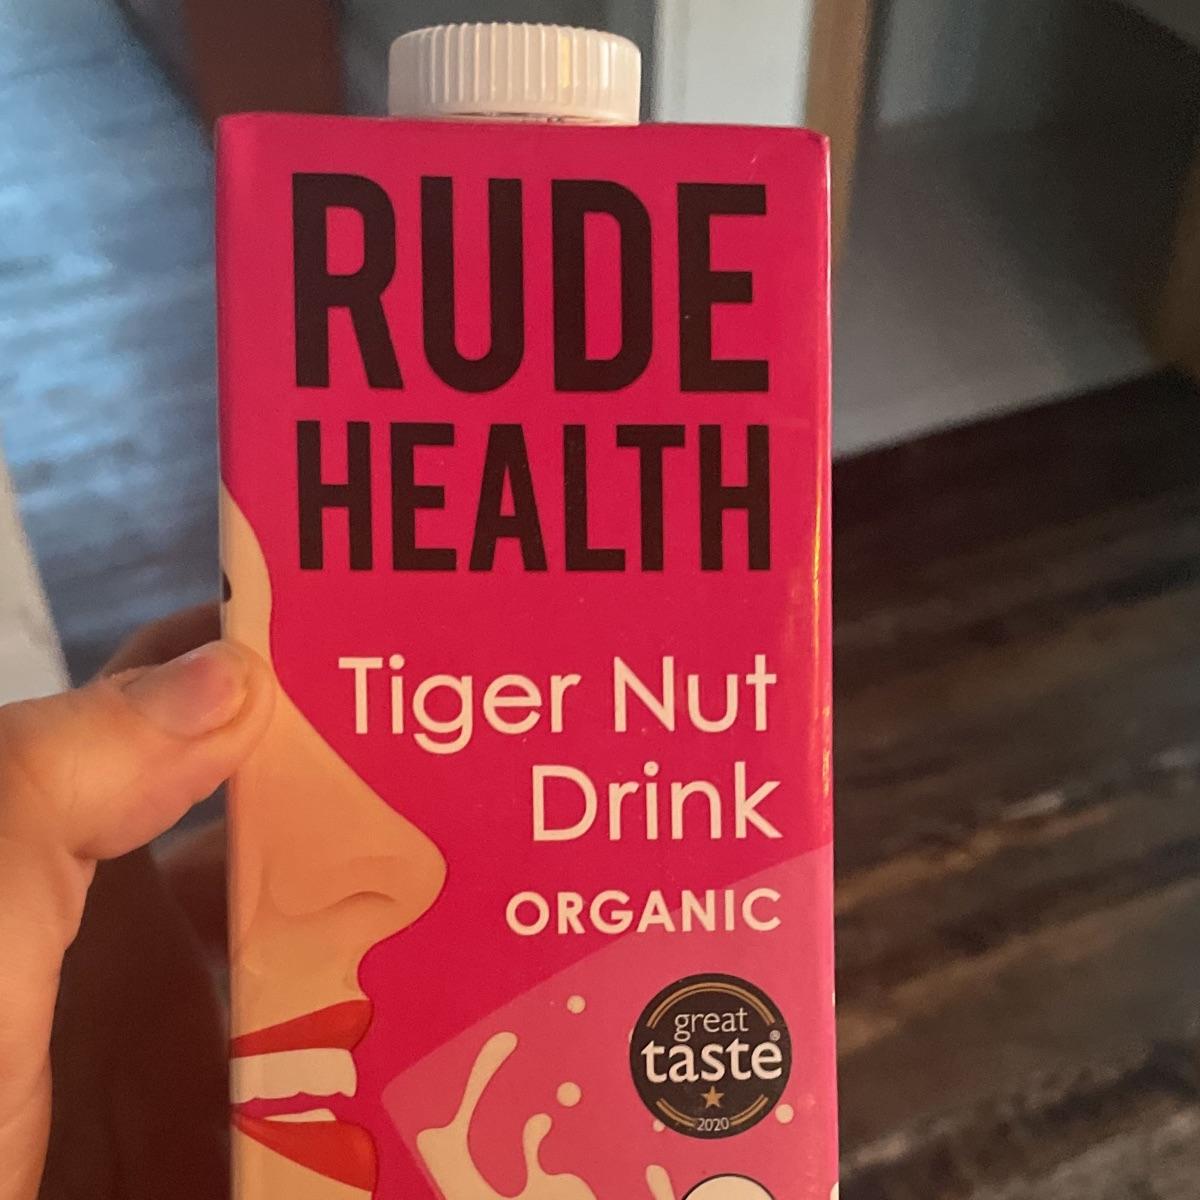 RUDE
HEALTH
Tiger Nut
Drink
ORGANIC
great
taste®
2020